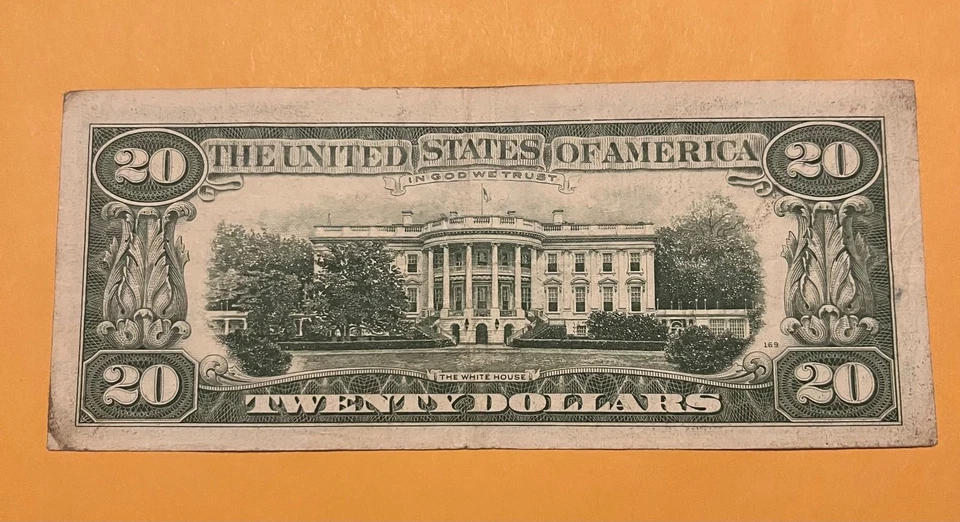 20 THE UNITED STATES OF AMERICA 20
IN GOD WE TRUST
169
THE WHITE HOUSE
20 TWENTY DOLLARS 20